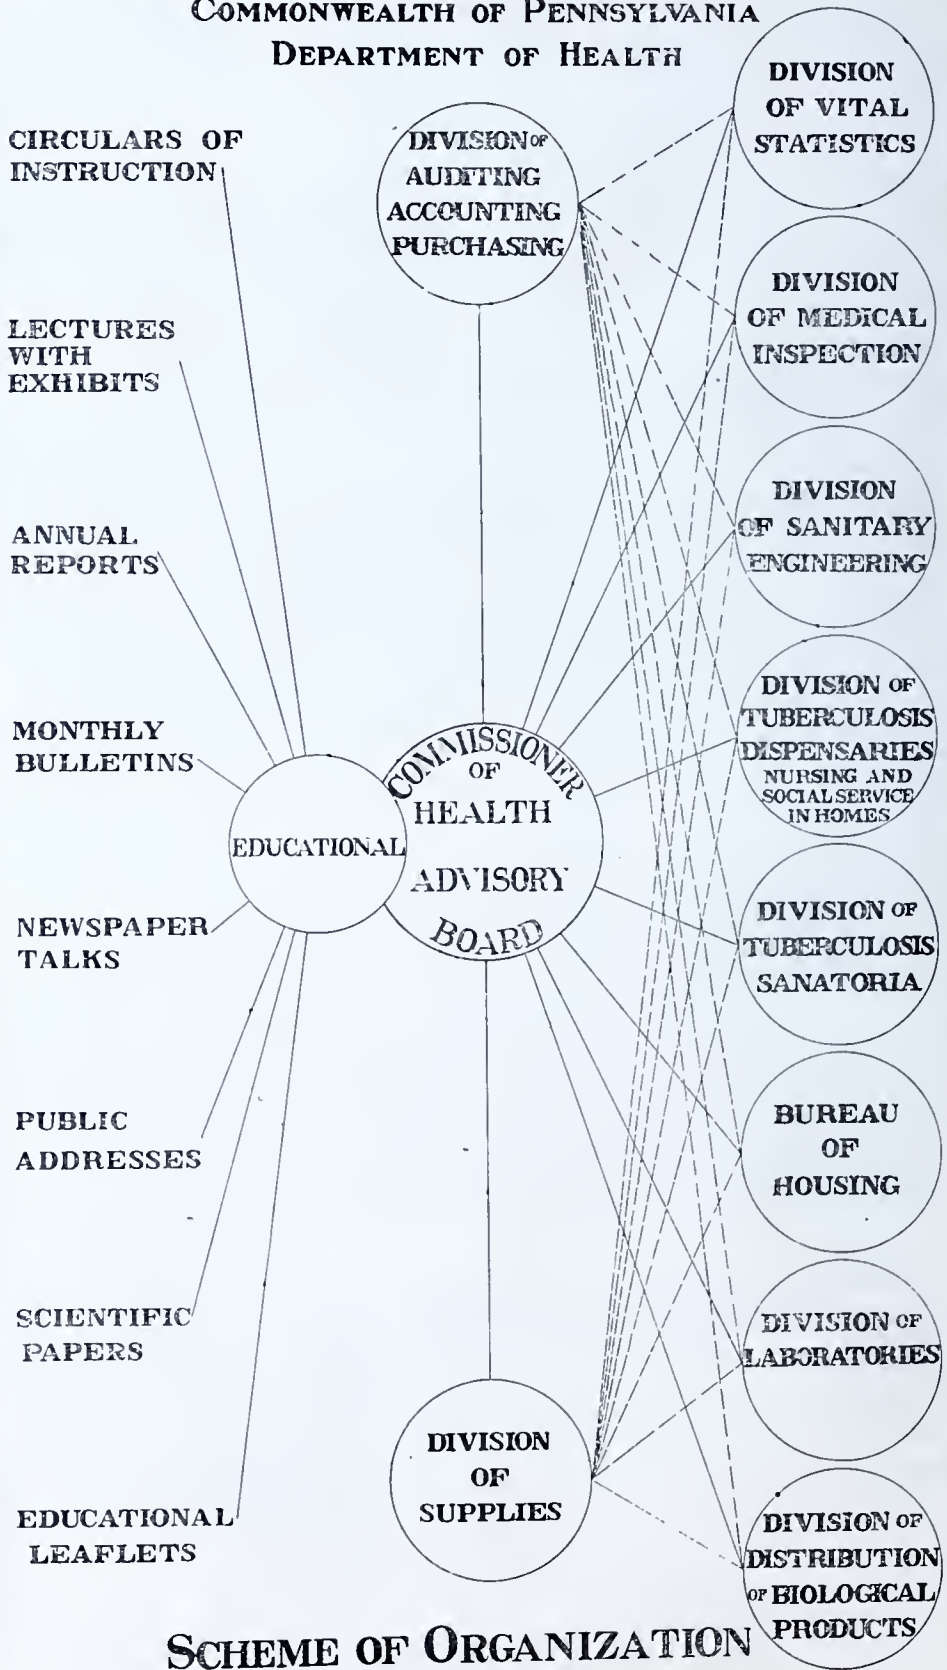 COMMONWEALTH OF PENNSYLVANIA
DEPARTMENT OF HEALTH
CIRCULARS OF
INSTRUCTION
LECTURES
WITH
EXHIBITS
ANNUAL
REPORTS
MONTHLY
BULLETINS
NEWSPAPER
TALKS
PUBLIC
ADDRESSES
SCIENTIFIC
PAPERS
EDUCATIONAL
LEAFLETS
EDUCATIONAL
DIVISION OF
AUDITING
ACCOUNTING
PURCHASING
COMMISSIONER
OF
HEALTH
ADVISORY
BOARD
DIVISION
OF
SUPPLIES
DIVISION
OF VITAL
STATISTICS
DIVISION
OF MEDICAL
INSPECTION
DIVISION
OF SANITARY
ENGINEERING
DIVISION OF
TUBERCULOSIS
DISPENSARIES
NURSING AND
SOCIAL SERVICE
IN HOMES
DIVISION OF
TUBERCULOSIS
SANATORIA
BUREAU
OF
HOUSING
DIVISION OF
LABORATORIES
DIVISION OF
DISTRIBUTION
OF BIOLOGICAL
PRODUCTS
SCHEME OF ORGANIZATION